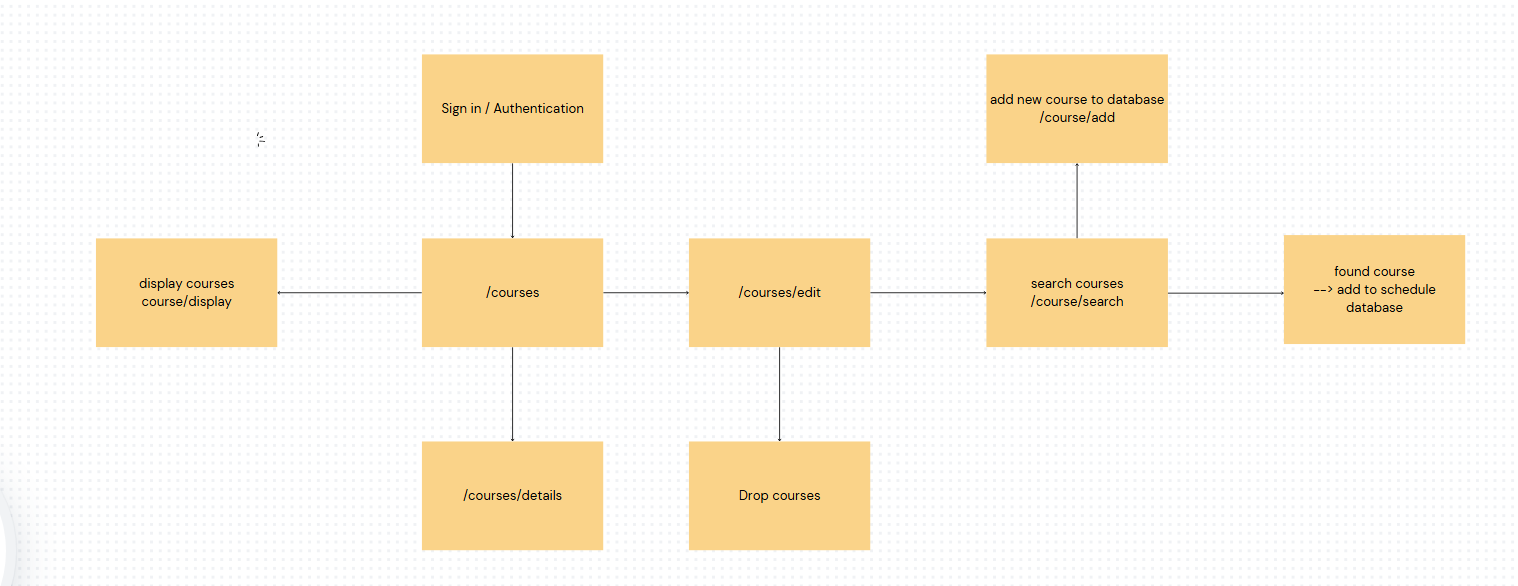 Sign in / Authentication
add new course to database
/course/add
display courses
course/display
/courses
/courses/edit
search courses
/course/search
found course
--> add to schedule
database
/courses/details
Drop courses